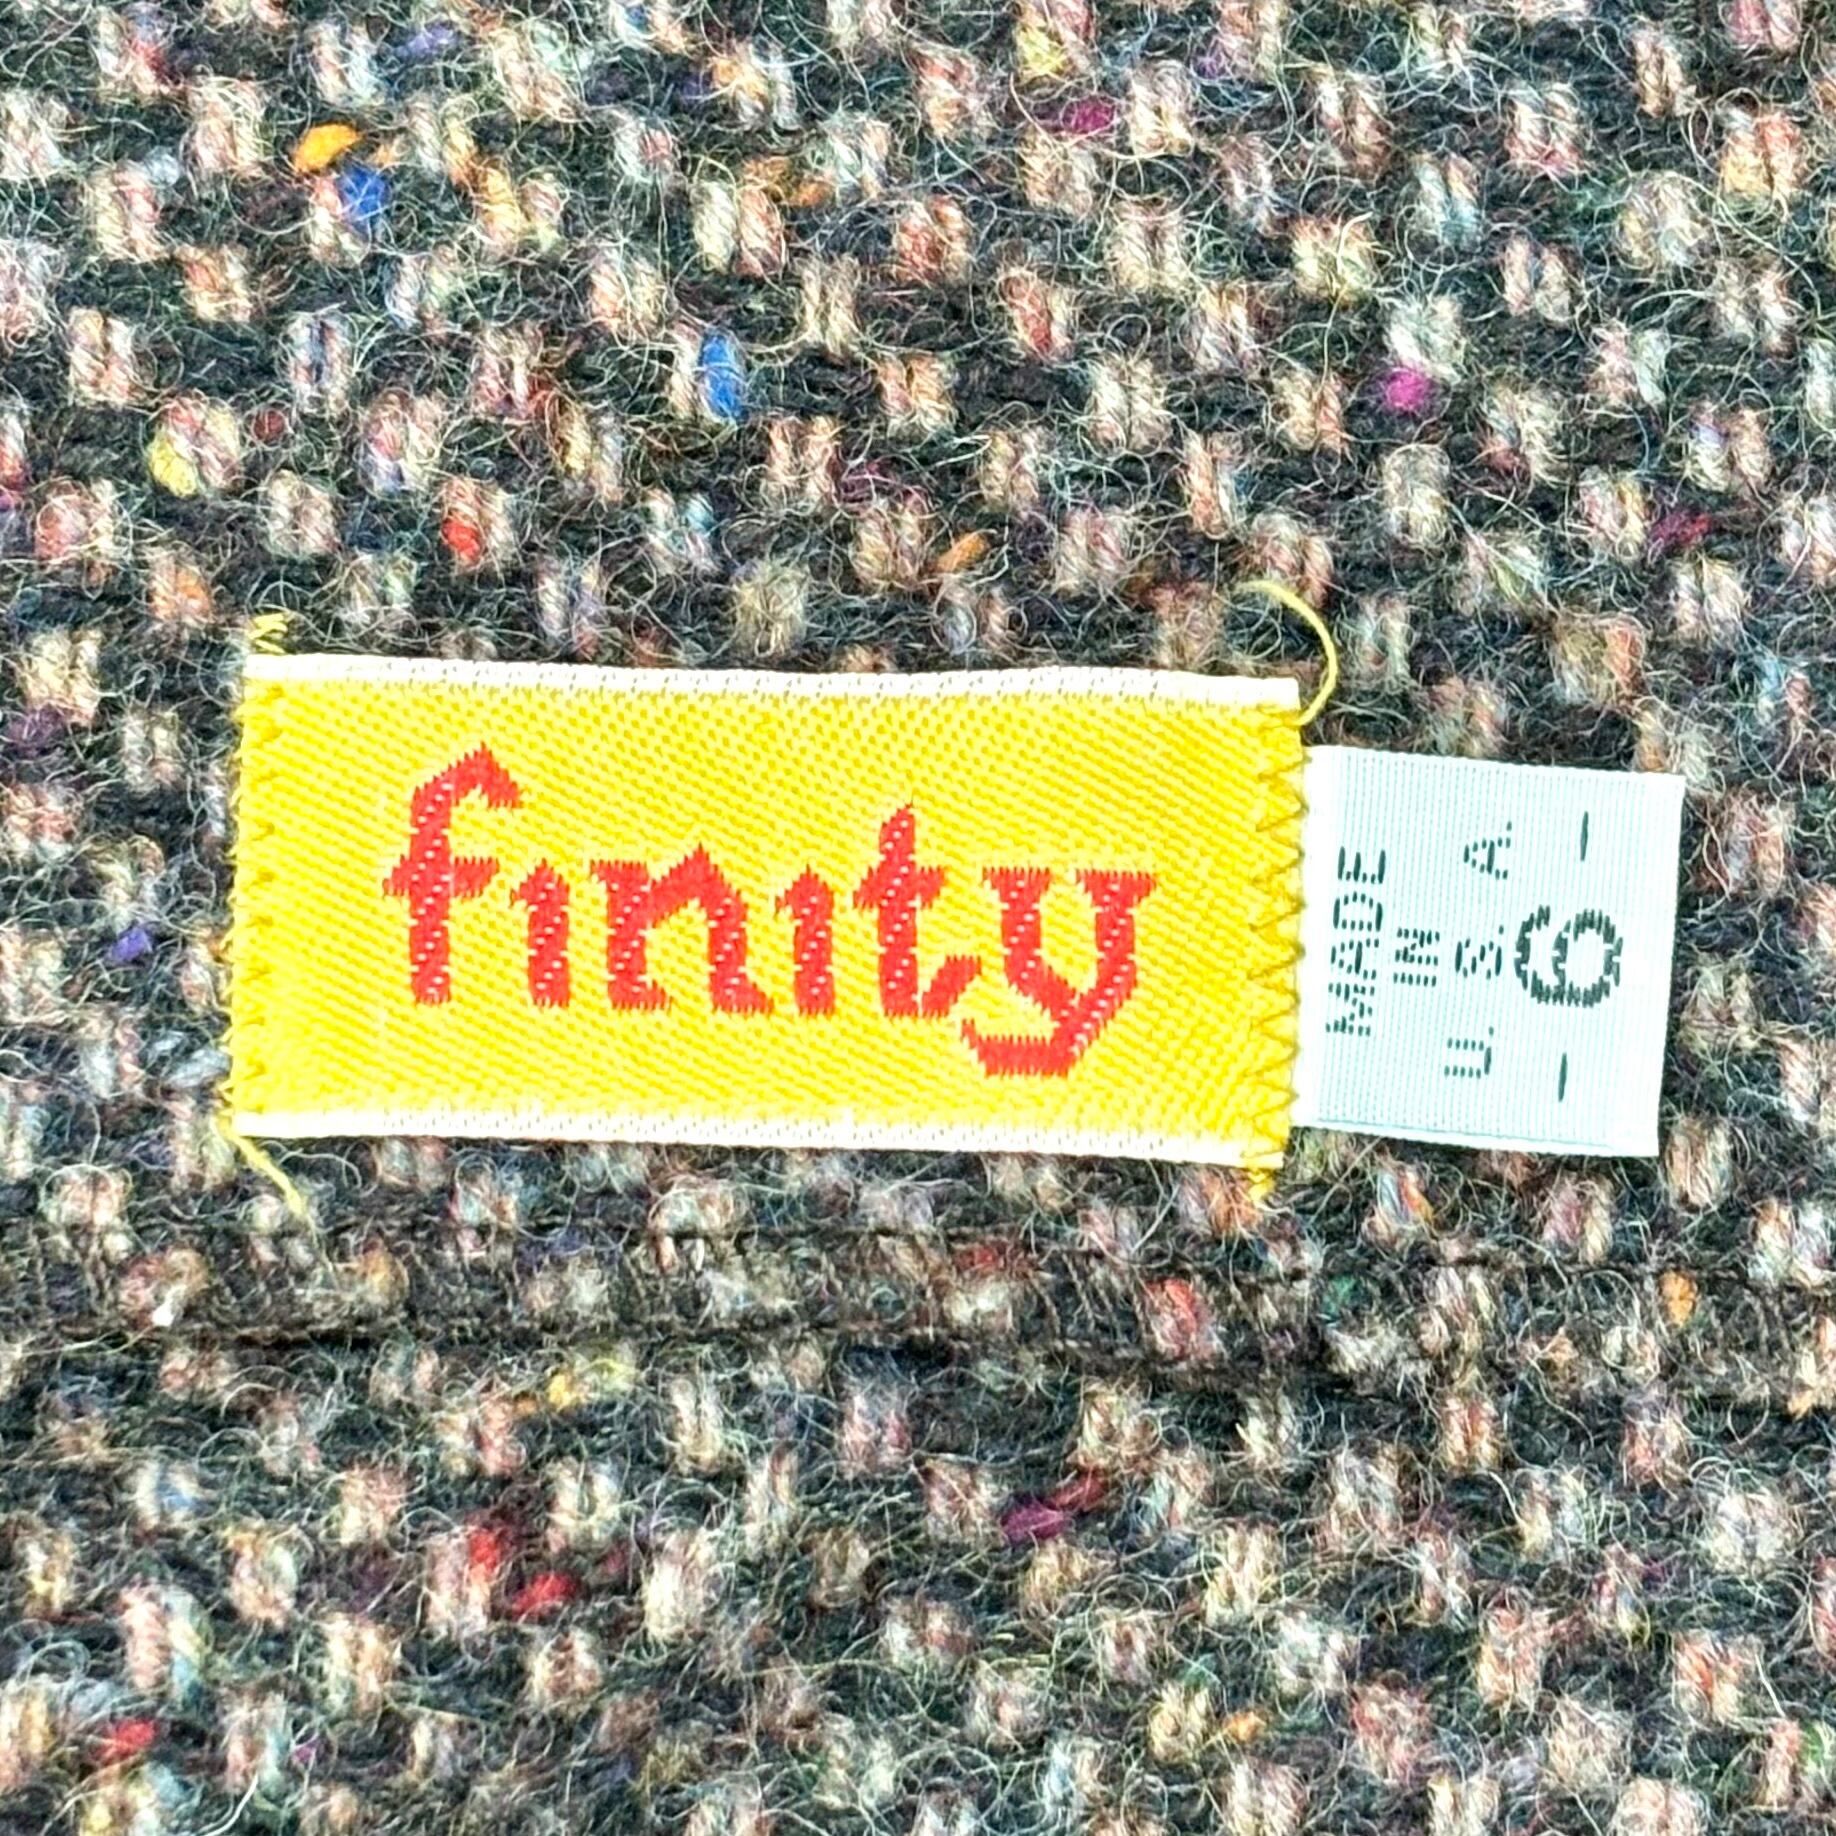 finity
MADE
IN
U. S. A.
- 6 -